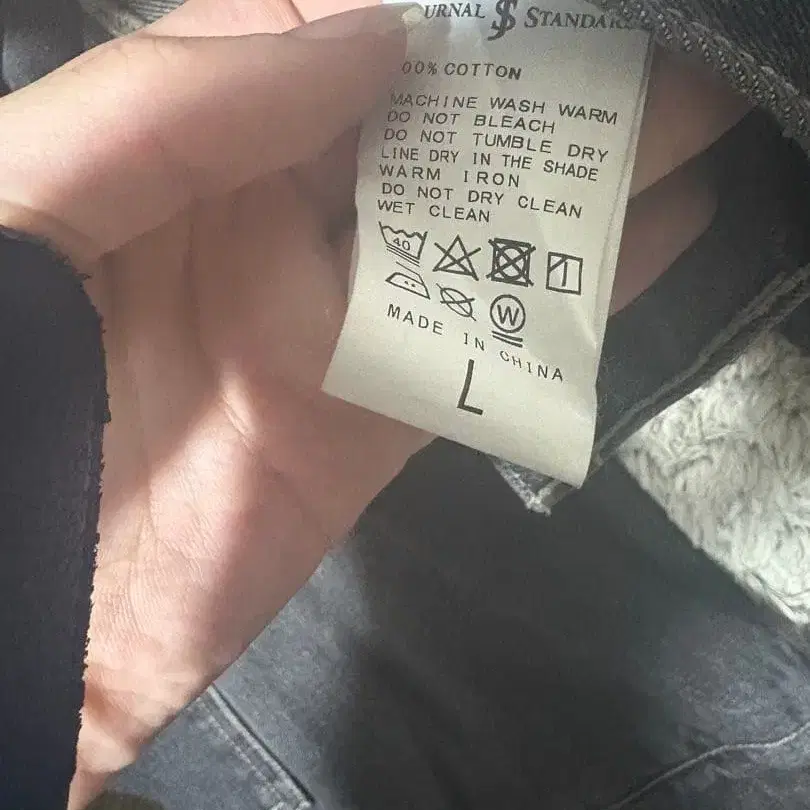 URNAL STANDA
00% COTTON
MACHINE WASH WARM
DO NOT BLEACH
DO NOT TUMBLE DRY
LINE DRY IN THE SHADE
WARM IRON
DO NOT DRY CLEAN
WET CLEAN
40
W
MADE IN CHINA
L